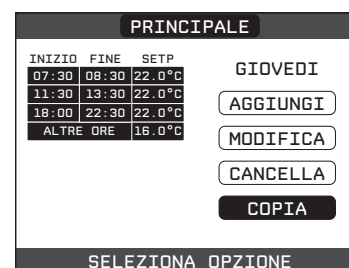 PRINCIPALE
INIZIO FINE SETP
07:30 08:30 22.0°C
11:30 13:30 22.0°C
18:00 22:30 22.0°C
ALTRE ORE 16.0°C
GIOVEDI
AGGIUNGI
MODIFICA
CANCELLA
COPIA
SELEZIONA OPZIONE